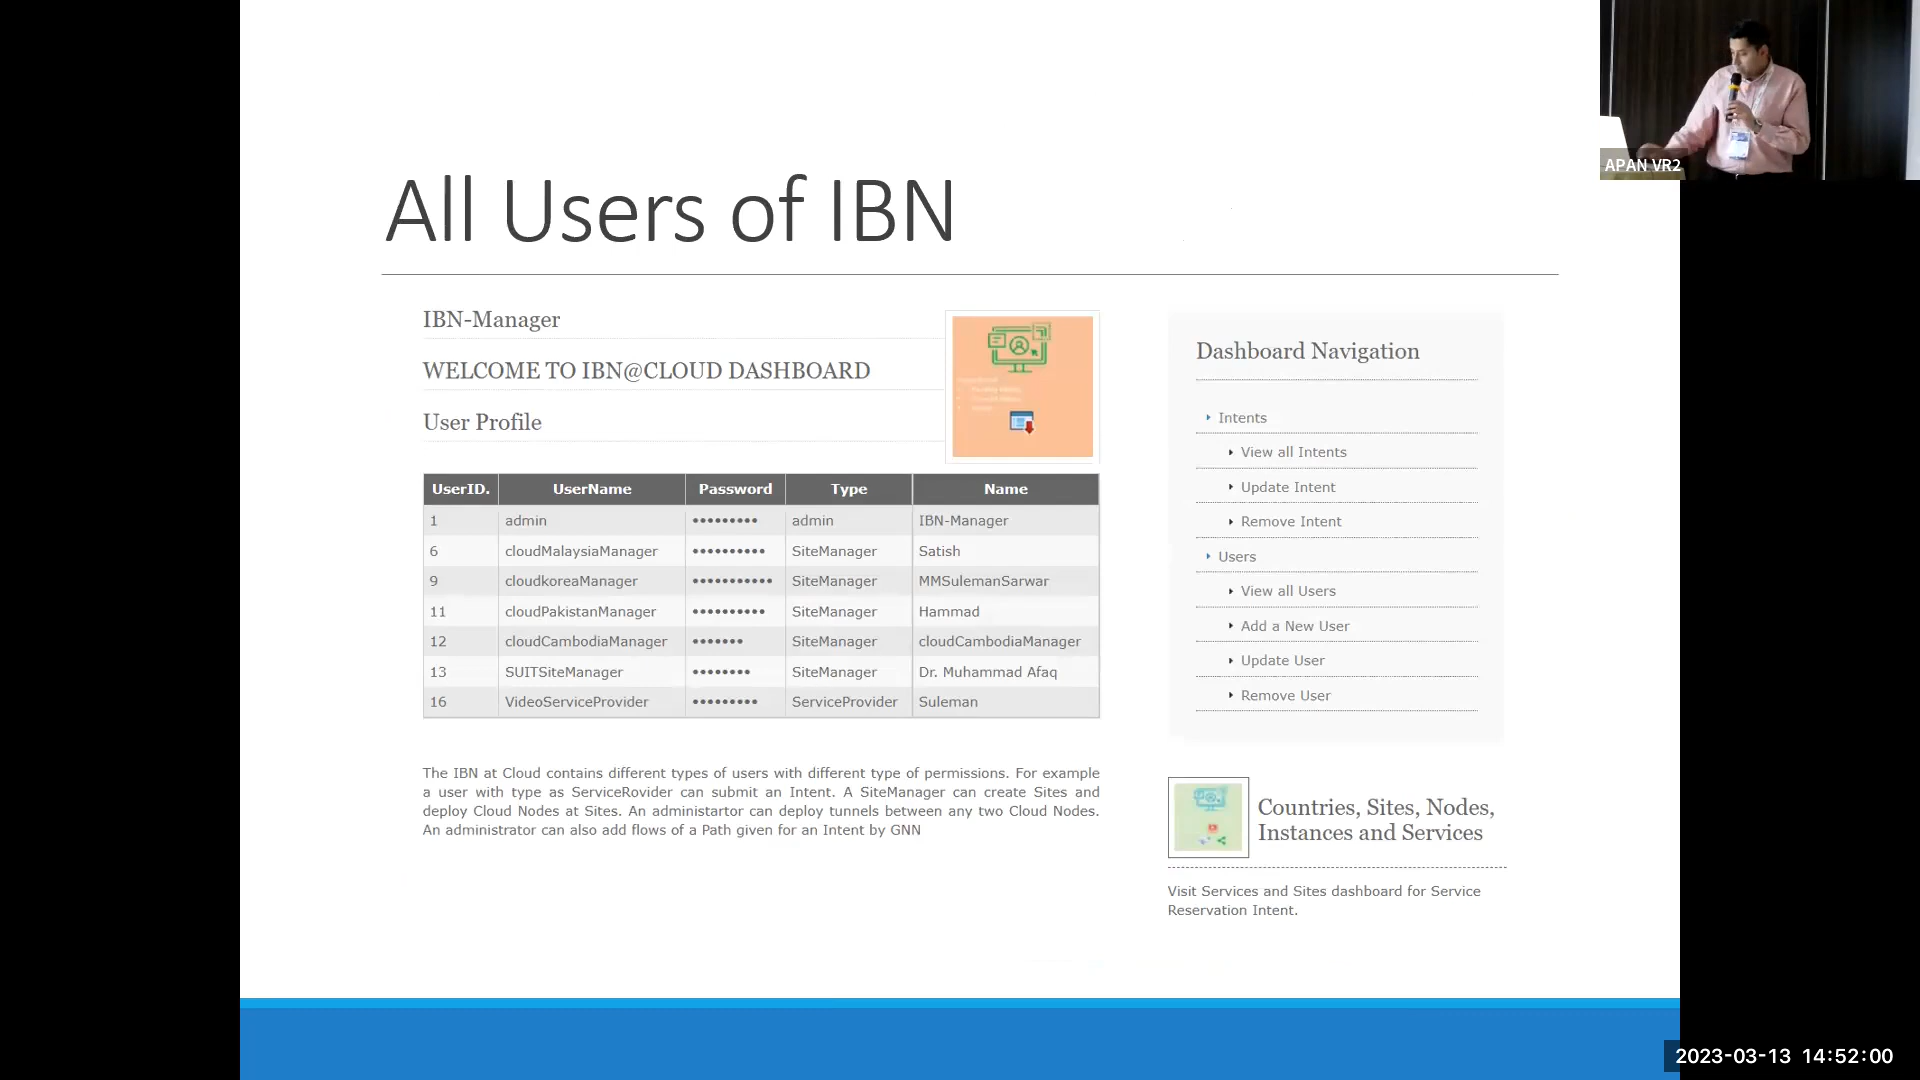 APAN VR2
All Users of IBN
IBN-Manager
WELCOME TO IBN@CLOUD DASHBOARD
User Profile
UserID. UserName Password Type Name
1 admin ••••••••• admin IBN-Manager
6 cloudMalaysiaManager •••••••••• SiteManager Satish
9 cloudkoreaManager ••••••••••• SiteManager MMSulemanSarwar
11 cloudPakistanManager •••••••••• SiteManager Hammad
12 cloudCambodiaManager ••••••• SiteManager cloudCambodiaManager
13 SUITSiteManager •••••••• SiteManager Dr. Muhammad Afaq
16 VideoServiceProvider ••••••••• ServiceProvider Suleman
The IBN at Cloud contains different types of users with different type of permissions. For example
a user with type as ServiceRovider can submit an Intent. A SiteManager can create Sites and
deploy Cloud Nodes at Sites. An administartor can deploy tunnels between any two Cloud Nodes.
An administrator can also add flows of a Path given for an Intent by GNN
Dashboard Navigation
Intents
View all Intents
Update Intent
Remove Intent
Users
View all Users
Add a New User
Update User
Remove User
Countries, Sites, Nodes,
Instances and Services
Visit Services and Sites dashboard for Service
Reservation Intent.
2023-03-13 14:52:00